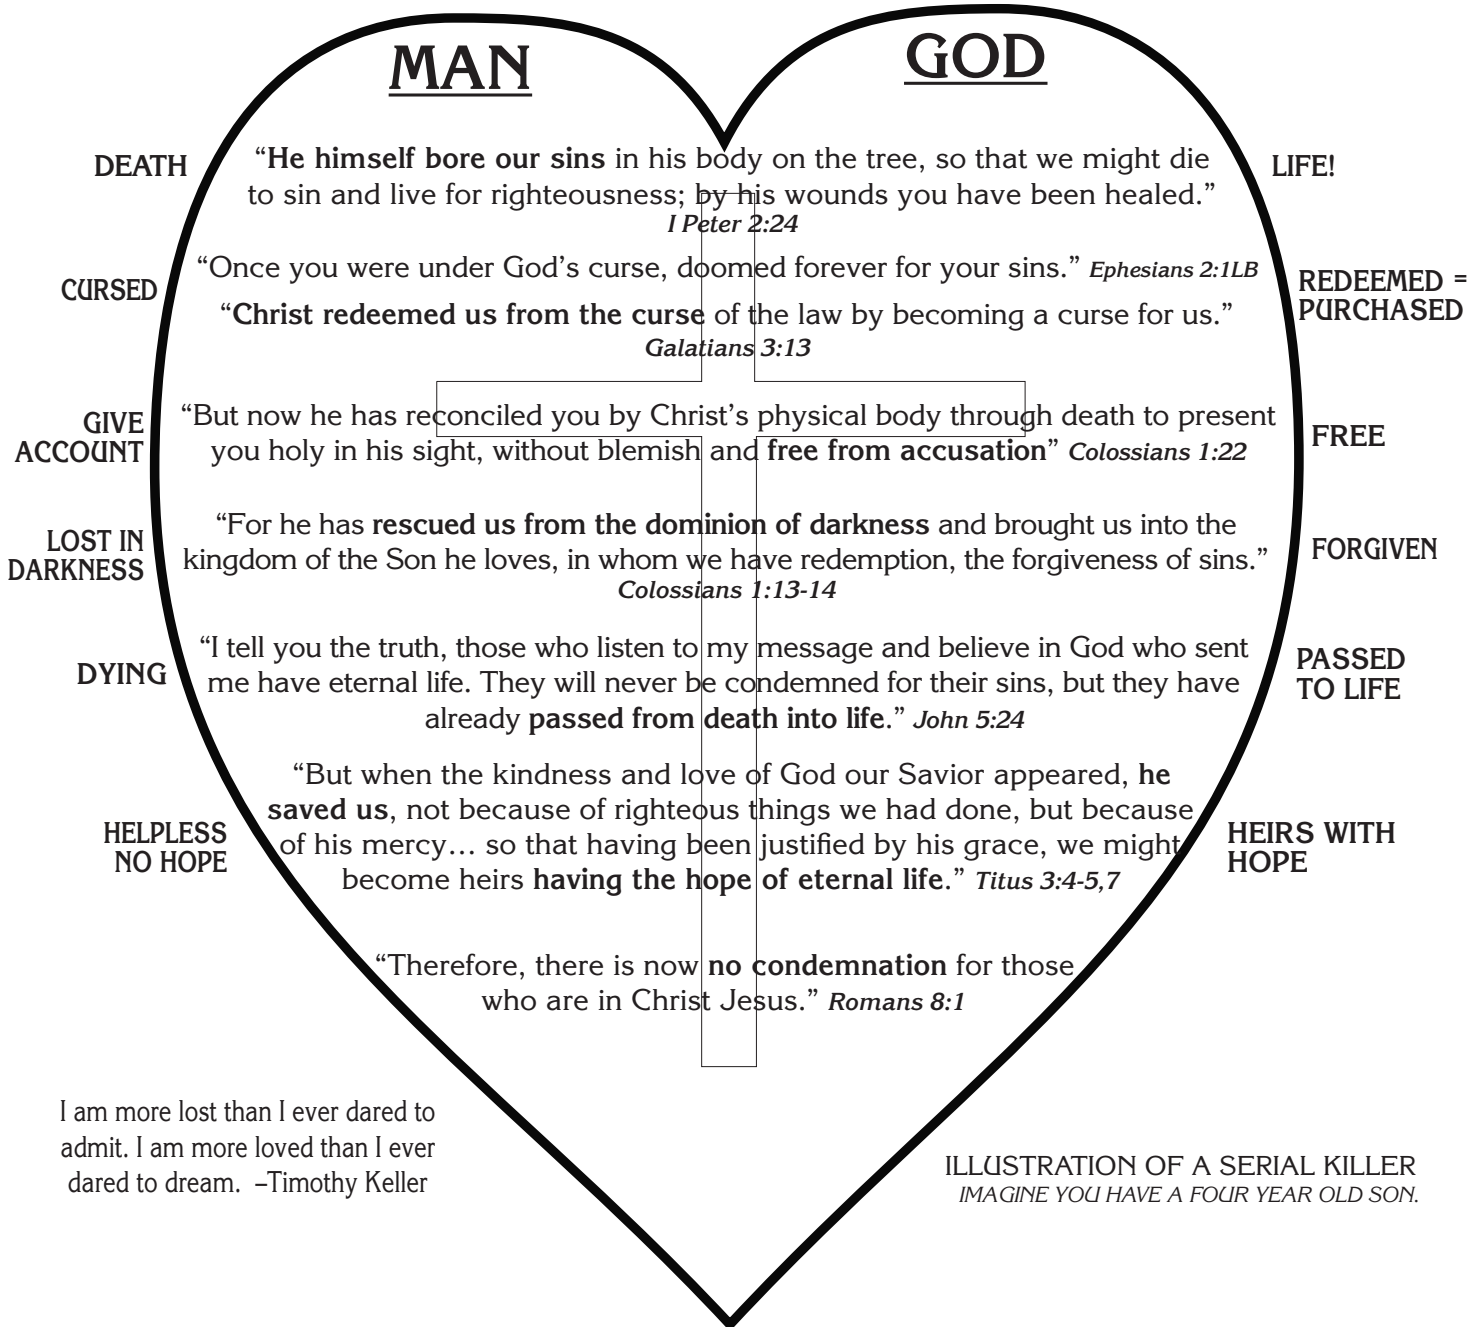 MAN
GOD
DEATH
“He himself bore our sins in his body on the tree, so that we might die
to sin and live for righteousness; by his wounds you have been healed.”
I Peter 2:24
LIFE!
CURSED
“Once you were under God’s curse, doomed forever for your sins.” Ephesians 2:1LB
“Christ redeemed us from the curse of the law by becoming a curse for us.”
Galatians 3:13
REDEEMED =
PURCHASED
GIVE
ACCOUNT
“But now he has reconciled you by Christ’s physical body through death to present
you holy in his sight, without blemish and free from accusation” Colossians 1:22
FREE
LOST IN
DARKNESS
“For he has rescued us from the dominion of darkness and brought us into the
kingdom of the Son he loves, in whom we have redemption, the forgiveness of sins.”
Colossians 1:13-14
FORGIVEN
DYING
“I tell you the truth, those who listen to my message and believe in God who sent
me have eternal life. They will never be condemned for their sins, but they have
already passed from death into life.” John 5:24
PASSED
TO LIFE
HELPLESS
NO HOPE
“But when the kindness and love of God our Savior appeared, he
saved us, not because of righteous things we had done, but because
of his mercy… so that having been justified by his grace, we might
become heirs having the hope of eternal life.” Titus 3:4-5,7
HEIRS WITH
HOPE
“Therefore, there is now no condemnation for those
who are in Christ Jesus.” Romans 8:1
I am more lost than I ever dared to
admit. I am more loved than I ever
dared to dream. –Timothy Keller
ILLUSTRATION OF A SERIAL KILLER
IMAGINE YOU HAVE A FOUR YEAR OLD SON.